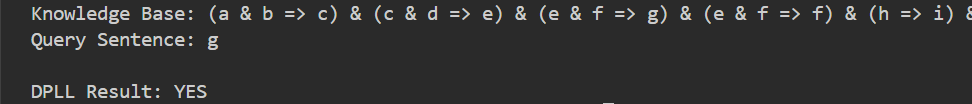 Knowledge Base: (a & b => c) & (c & d => e) & (e & f => g) & (e & f => f) & (h => i) &
Query Sentence: g
DPLL Result: YES